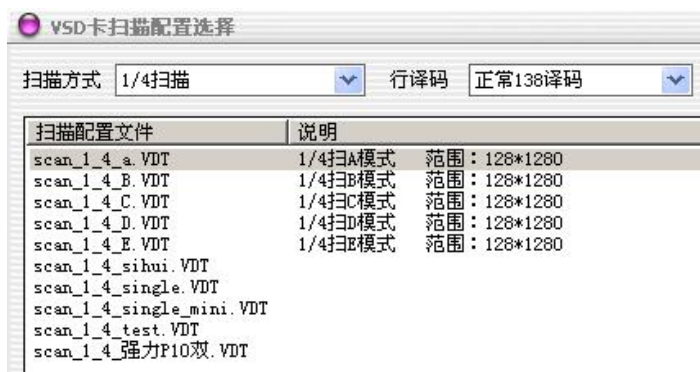 VSD卡扫描配置选择
扫描方式 1/4扫描 行译码 正常138译码
扫描配置文件 说明
scan_1_4_a.VDT 1/4扫A模式 范围：128*1280
scan_1_4_B.VDT 1/4扫B模式 范围：128*1280
scan_1_4_C.VDT 1/4扫C模式 范围：128*1280
scan_1_4_D.VDT 1/4扫D模式 范围：128*1280
scan_1_4_E.VDT 1/4扫E模式 范围：128*1280
scan_1_4_sihui.VDT
scan_1_4_single.VDT
scan_1_4_single_mini.VDT
scan_1_4_test.VDT
scan_1_4_强力P10双.VDT